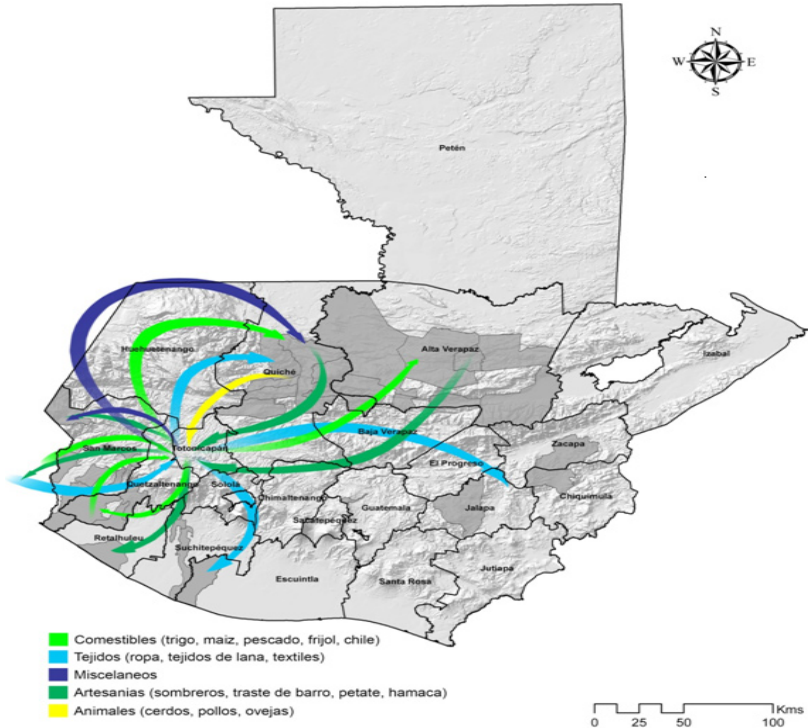 N
W E
S
Petén
Huehuetenango
Quiché
Alta Verapaz
Izabal
San Marcos
Totonicapán
Baja Verapaz
Zacapa
El Progreso
Quetzaltenango
Sololá
Chimaltenango
Guatemala
Jalapa
Chiquimula
Sacatepéquez
Retalhuleu
Suchitepéquez
Escuintla
Santa Rosa
Jutiapa
Comestibles (trigo, maiz, pescado, frijol, chile)
Tejidos (ropa, tejidos de lana, textiles)
Miscelaneos
Artesanias (sombreros, traste de barro, petate, hamaca)
Animales (cerdos, pollos, ovejas)
Kms
0 25 50 100